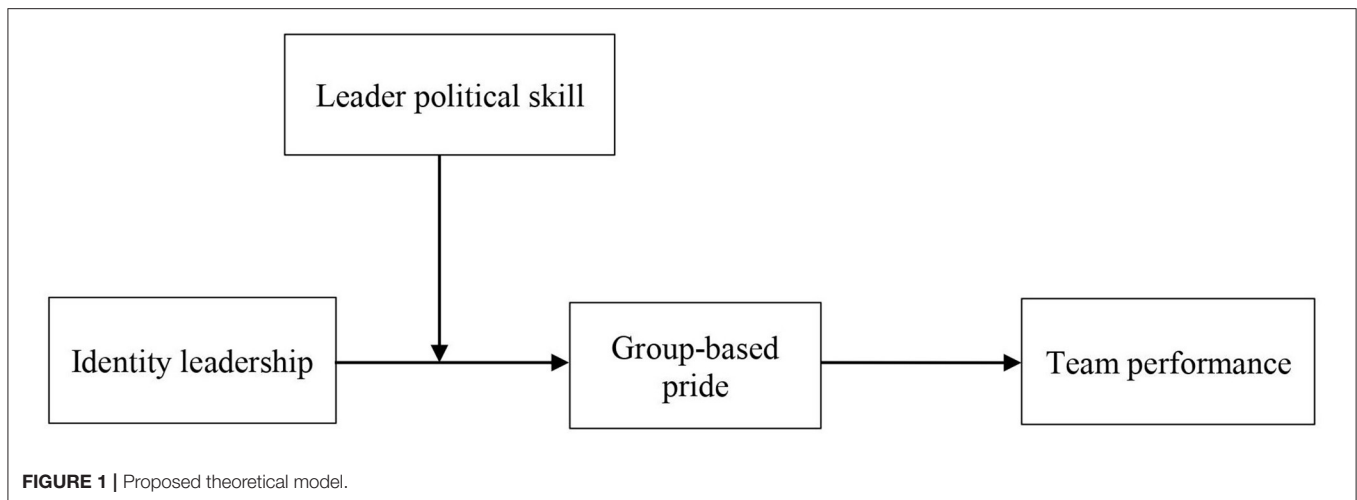 Leader political skill
Identity leadership
Group-based
pride
Team performance
FIGURE 1 | Proposed theoretical model.